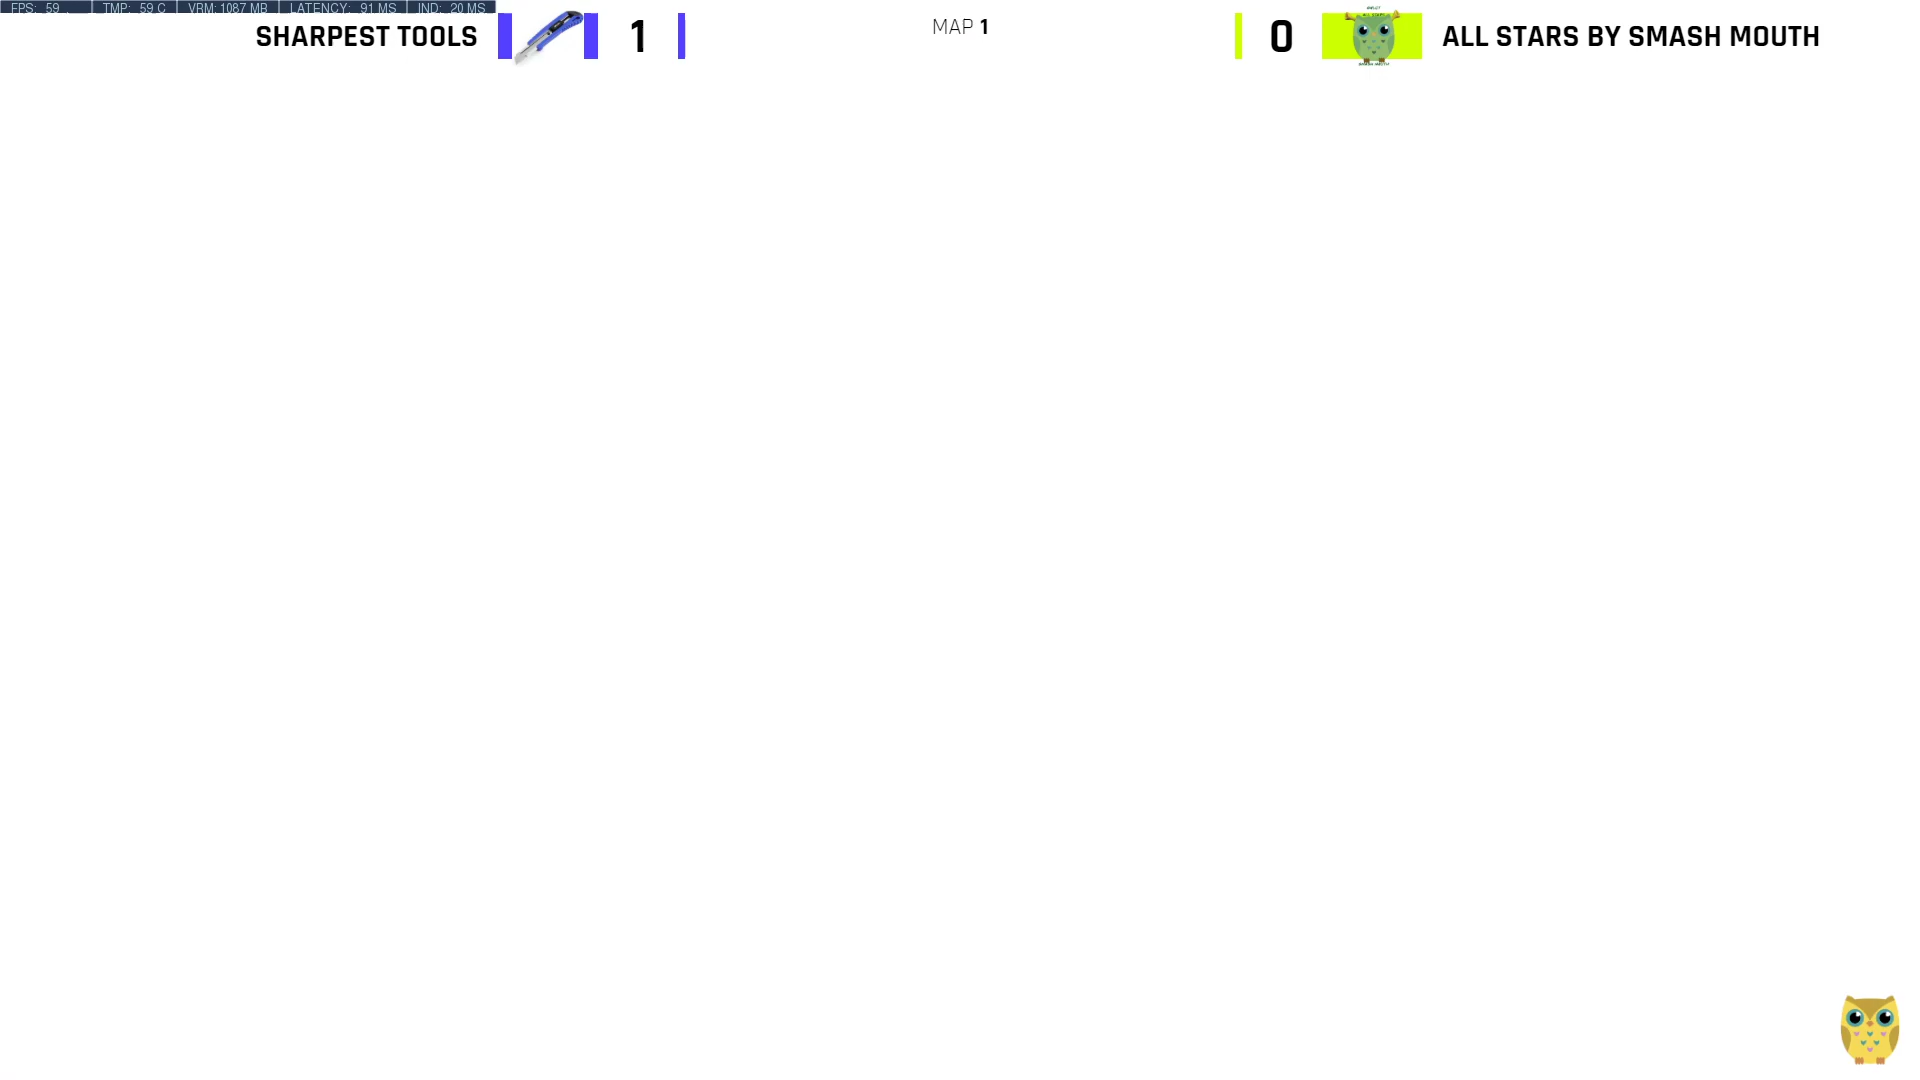 FPS: 59 TMP: 59 C VRM: 1087 MB LATENCY: 91 MS IND: 20 MS
SHARPEST TOOLS 1 MAP 1 0 ALL STARS BY SMASH MOUTH